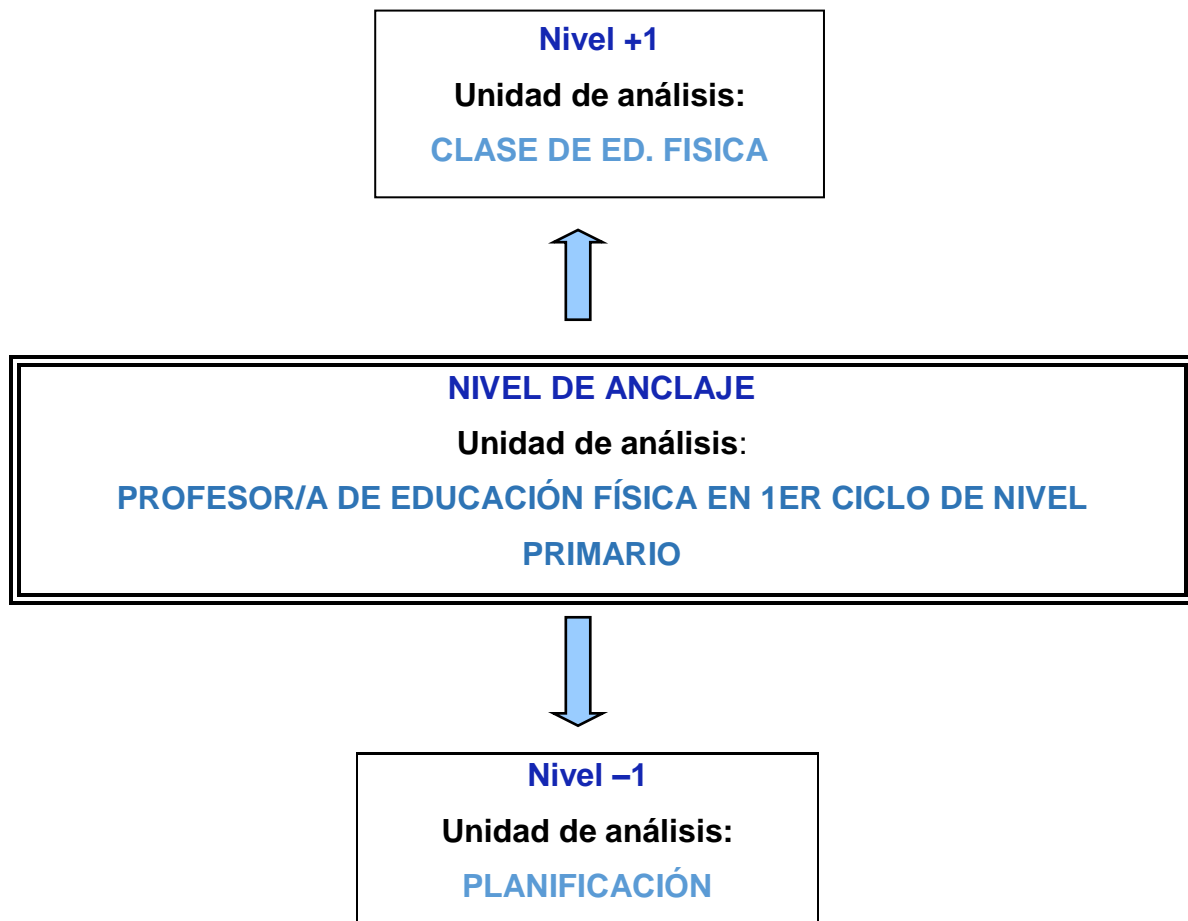 Nivel +1
Unidad de análisis:
CLASE DE ED. FISICA
NIVEL DE ANCLAJE
Unidad de análisis:
PROFESOR/A DE EDUCACIÓN FÍSICA EN 1ER CICLO DE NIVEL
PRIMARIO
Nivel –1
Unidad de análisis:
PLANIFICACIÓN